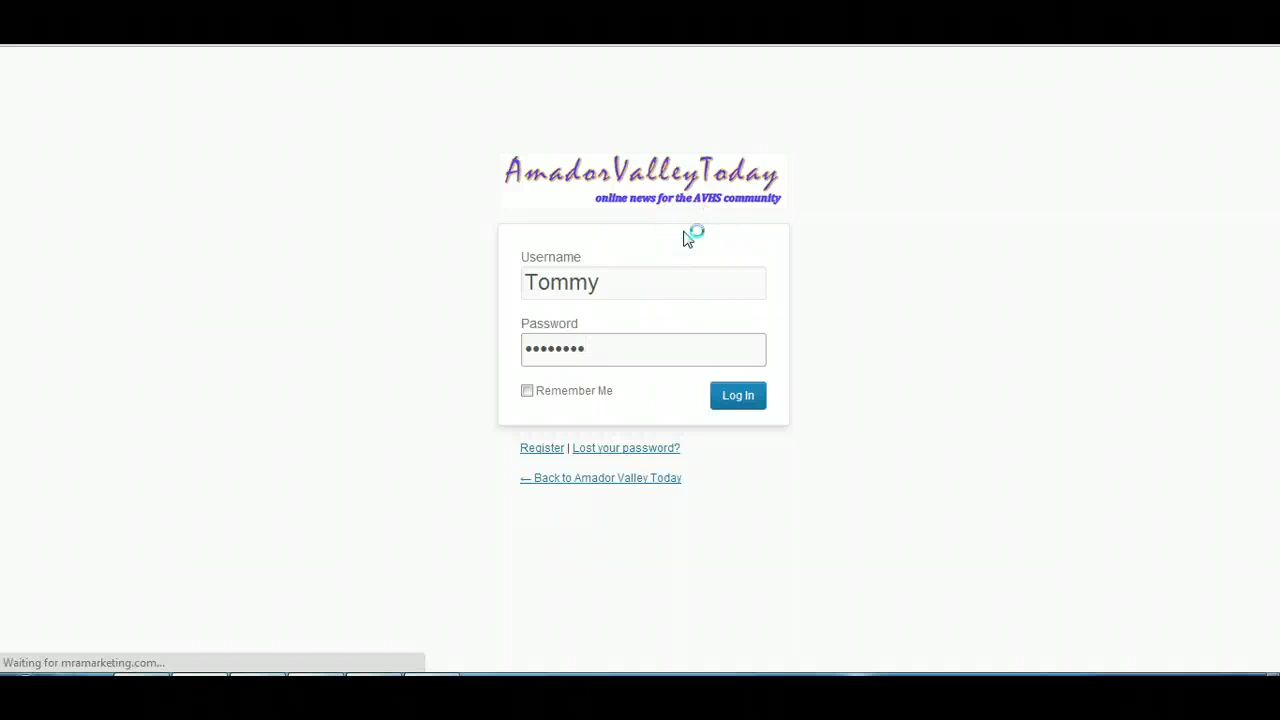 AmadorValleyToday
online news for the AVHS community
Username
Tommy
Password
••••••••
Remember Me
Log In
Register | Lost your password?
← Back to Amador Valley Today
Waiting for mramarketing.com...